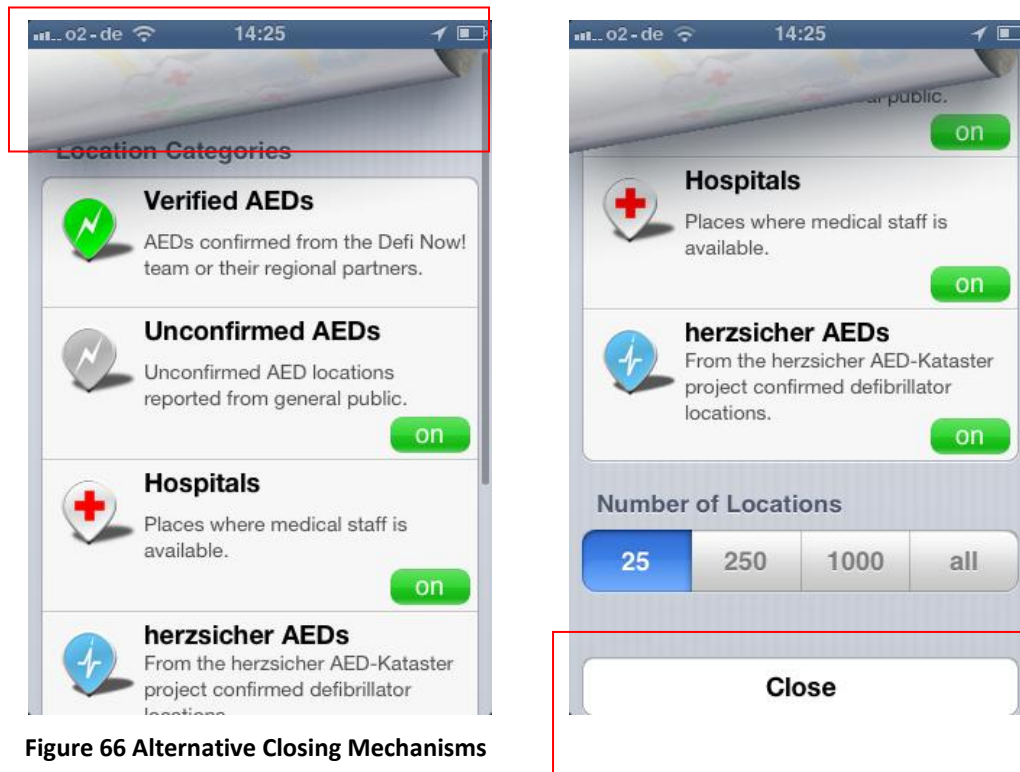 o2-de 14:25
Location Categories
Verified AEDs
AEDs confirmed from the Defi Now!
team or their regional partners.
Unconfirmed AEDs
Unconfirmed AED locations
reported from general public.
on
Hospitals
Places where medical staff is
available.
on
herzsicher AEDs
From the herzsicher AED-Kataster
project confirmed defibrillator
locations
Figure 66 Alternative Closing Mechanisms
o2-de 14:25
public.
on
Hospitals
Places where medical staff is
available.
on
herzsicher AEDs
From the herzsicher AED-Kataster
project confirmed defibrillator
locations.
on
Number of Locations
25 250 1000 all
Close